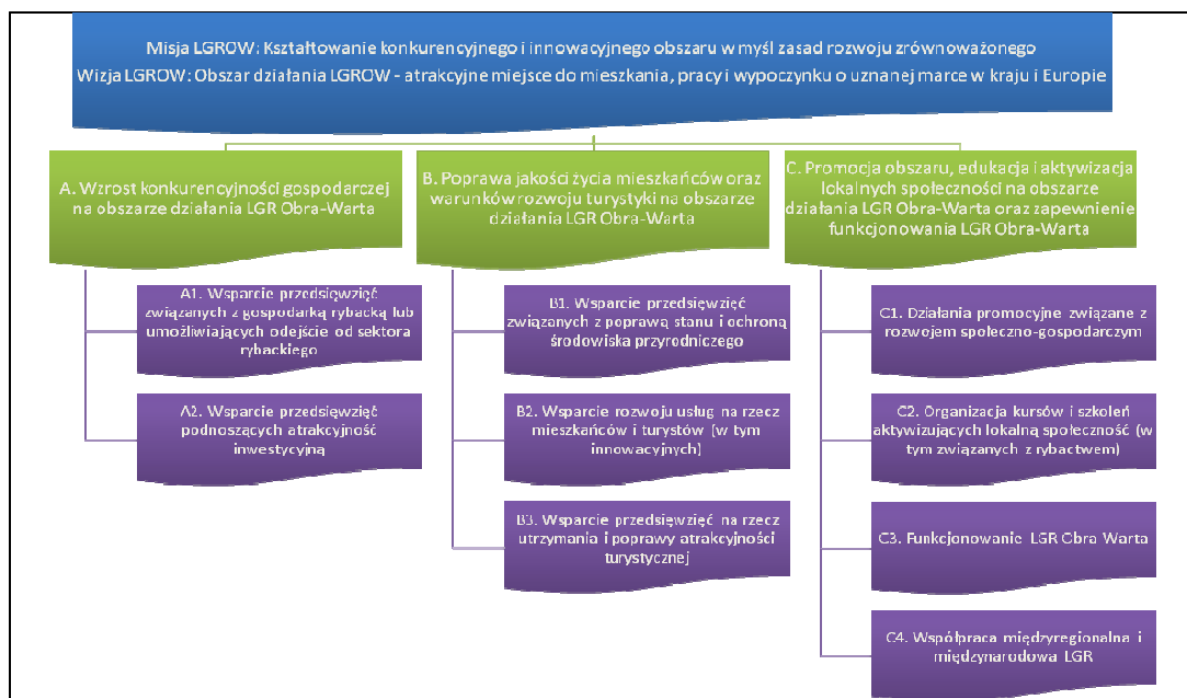 Misja LGROW: Kształtowanie konkurencyjnego i innowacyjnego obszaru w myśl zasad rozwoju zrównoważonego
Wizja LGROW: Obszar działania LGROW - atrakcyjne miejsce do mieszkania, pracy i wypoczynku o uznanej marce w kraju i Europie
A. Wzrost konkurencyjności gospodarczej
na obszarze działania LGR Obra-Warta
A1. Wsparcie przedsięwzięć
związanych z gospodarką rybacką lub
umożliwiających odejście od sektora
rybackiego
A2. Wsparcie przedsięwzięć
podnoszących atrakcyjność
inwestycyjną
B. Poprawa jakości życia mieszkańców oraz
warunków rozwoju turystyki na obszarze
działania LGR Obra-Warta
B1. Wsparcie przedsięwzięć
związanych z poprawą stanu i ochroną
środowiska przyrodniczego
B2. Wsparcie rozwoju usług na rzecz
mieszkańców i turystów (w tym
innowacyjnych)
B3. Wsparcie przedsięwzięć na rzecz
utrzymania i poprawy atrakcyjności
turystycznej
C. Promocja obszaru, edukacja i aktywizacja
lokalnych społeczności na obszarze
działania LGR Obra-Warta oraz zapewnienie
funkcjonowania LGR Obra-Warta
C1. Działania promocyjne związane z
rozwojem społeczno-gospodarczym
C2. Organizacja kursów i szkoleń
aktywizujących lokalną społeczność (w
tym związanych z rybactwem)
C3. Funkcjonowanie LGR Obra Warta
C4. Współpraca międzyregionalna i
międzynarodowa LGR